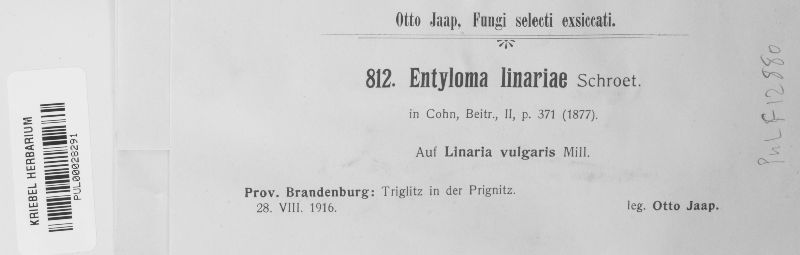 Otto Jaap, Fungi selecti exsiccati.
812. Entyloma linariae Schroet.
in Cohn, Beitr., II, p. 371 (1877).
Auf Linaria vulgaris Mill.
Prov. Brandenburg: Triglitz in der Prignitz.
28. VIII. 1916.
leg. Otto Jaap.
KRIEBEL HERBARIUM
PUL00028291
PUL F12880